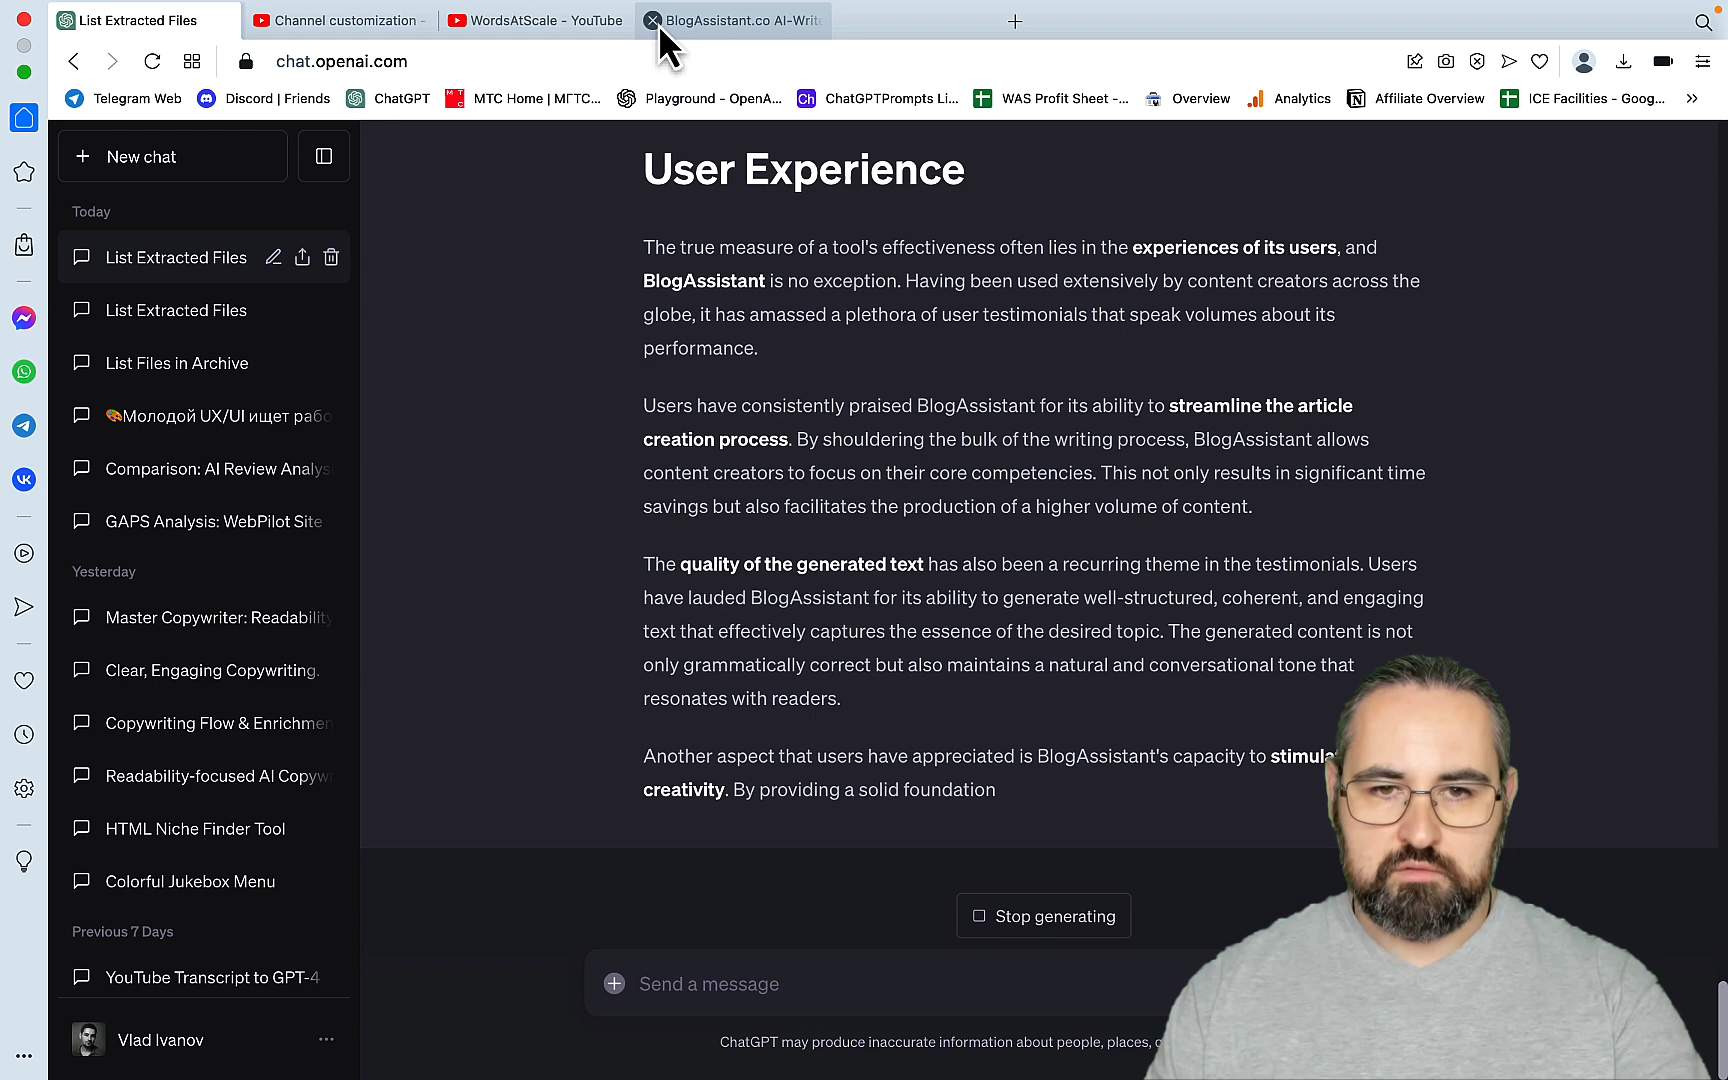 List Extracted Files
Channel customization -
WordsAtScale - YouTube
BlogAssistant.co AI-Write
chat.openai.com
Telegram Web
Discord | Friends
ChatGPT
MTC Home | МГТС...
Playground - OpenA...
Ch
ChatGPTPrompts Li...
WAS Profit Sheet -...
Overview
Analytics
Affiliate Overview
ICE Facilities - Goog...
New chat
Today
List Extracted Files
List Extracted Files
List Files in Archive
🎨Молодой UX/UI ищет рабо
Comparison: AI Review Analys
GAPS Analysis: WebPilot Site
Yesterday
Master Copywriter: Readability
Clear, Engaging Copywriting.
Copywriting Flow & Enrichmen
Readability-focused AI Copyw
HTML Niche Finder Tool
Colorful Jukebox Menu
Previous 7 Days
YouTube Transcript to GPT-4
Vlad Ivanov
User Experience
The true measure of a tool's effectiveness often lies in the experiences of its users, and
BlogAssistant is no exception. Having been used extensively by content creators across the
globe, it has amassed a plethora of user testimonials that speak volumes about its
performance.
Users have consistently praised BlogAssistant for its ability to streamline the article
creation process. By shouldering the bulk of the writing process, BlogAssistant allows
content creators to focus on their core competencies. This not only results in significant time
savings but also facilitates the production of a higher volume of content.
The quality of the generated text has also been a recurring theme in the testimonials. Users
have lauded BlogAssistant for its ability to generate well-structured, coherent, and engaging
text that effectively captures the essence of the desired topic. The generated content is not
only grammatically correct but also maintains a natural and conversational tone that
resonates with readers.
Another aspect that users have appreciated is BlogAssistant's capacity to stimula
creativity. By providing a solid foundation
Stop generating
Send a message
ChatGPT may produce inaccurate information about people, places,